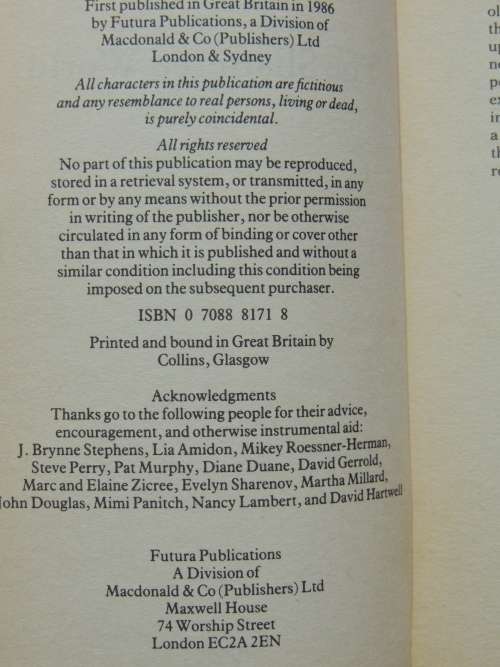 First published in Great Britain in 1986
by Futura Publications, a Division of
Macdonald & Co (Publishers) Ltd
London & Sydney
All characters in this publication are fictitious
and any resemblance to real persons, living or dead,
is purely coincidental.
All rights reserved
No part of this publication may be reproduced,
stored in a retrieval system, or transmitted, in any
form or by any means without the prior permission
in writing of the publisher, nor be otherwise
circulated in any form of binding or cover other
than that in which it is published and without a
similar condition including this condition being
imposed on the subsequent purchaser.
ISBN 0 7088 8171 8
Printed and bound in Great Britain by
Collins, Glasgow
Acknowledgments
Thanks go to the following people for their advice,
encouragement, and otherwise instrumental aid:
J. Brynne Stephens, Lia Amidon, Mikey Roessner-Herman,
Steve Perry, Pat Murphy, Diane Duane, David Gerrold,
Marc and Elaine Zicree, Evelyn Sharenov, Martha Millard,
John Douglas, Mimi Panitch, Nancy Lambert, and David Hartwell
Futura Publications
A Division of
Macdonald & Co (Publishers) Ltd
Maxwell House
74 Worship Street
London EC2A 2EN